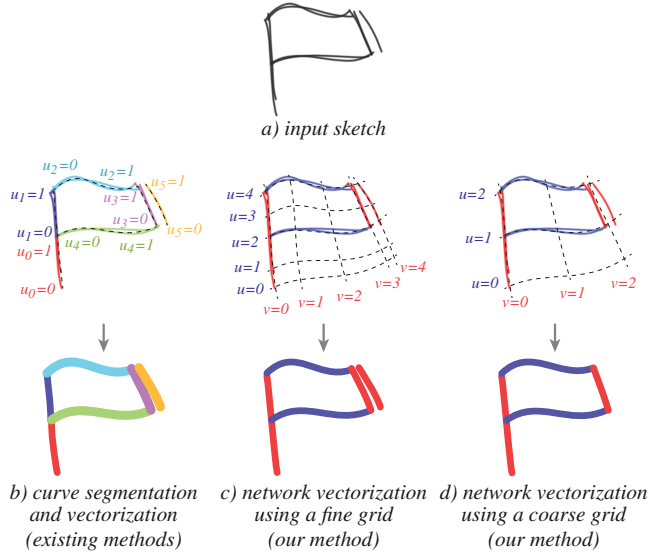 a) input sketch
u₂=0
u₂=1
u₁=1
u₃=1
u₅=1
u₃=0
u₁=0
u₄=0
u₄=1
u₅=0
u₀=1
u₀=0
u=4
u=3
u=2
u=1
u=0
v=0
v=1
v=2
v=3
v=4
u=2
u=1
u=0
v=0
v=1
v=2
b) curve segmentation
and vectorization
(existing methods)
c) network vectorization
using a fine grid
(our method)
d) network vectorization
using a coarse grid
(our method)